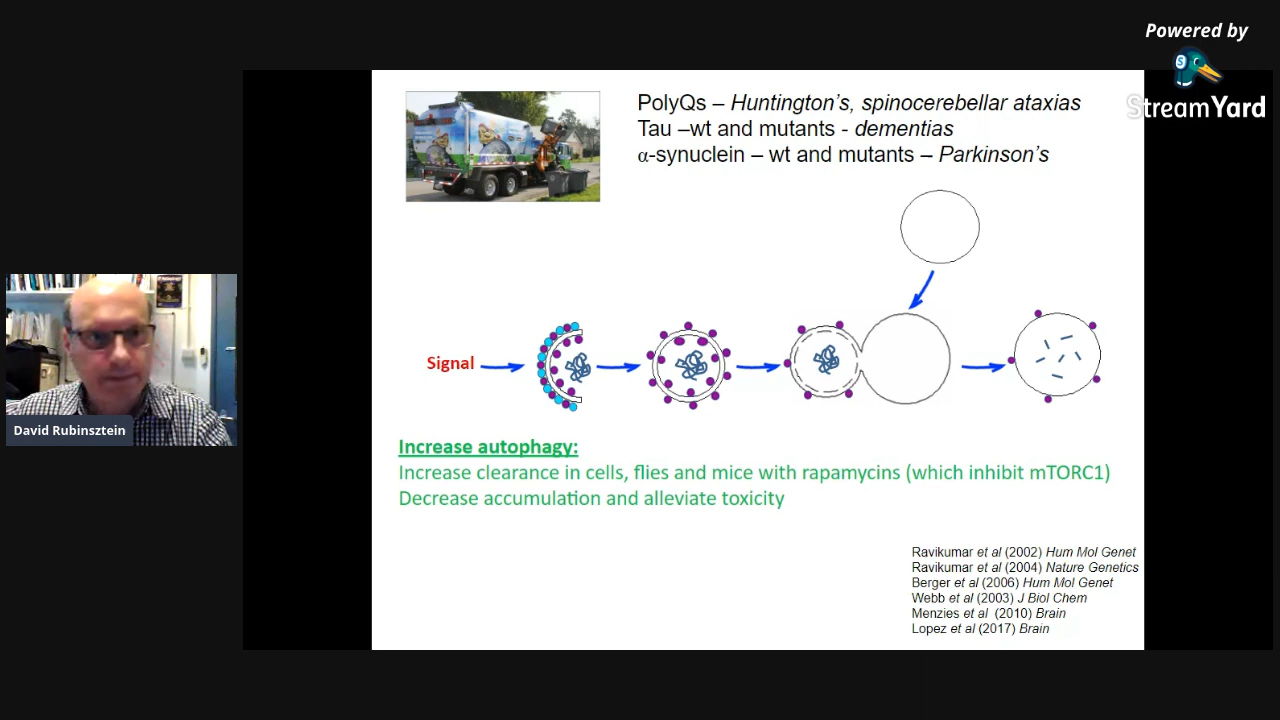 Powered by
StreamYard
PolyQs – Huntington's, spinocerebellar ataxias
Tau –wt and mutants - dementias
α-synuclein – wt and mutants – Parkinson's
Signal
David Rubinsztein
Increase autophagy:
Increase clearance in cells, flies and mice with rapamycins (which inhibit mTORC1)
Decrease accumulation and alleviate toxicity
Ravikumar et al (2002) Hum Mol Genet
Ravikumar et al (2004) Nature Genetics
Berger et al (2006) Hum Mol Genet
Webb et al (2003) J Biol Chem
Menzies et al (2010) Brain
Lopez et al (2017) Brain